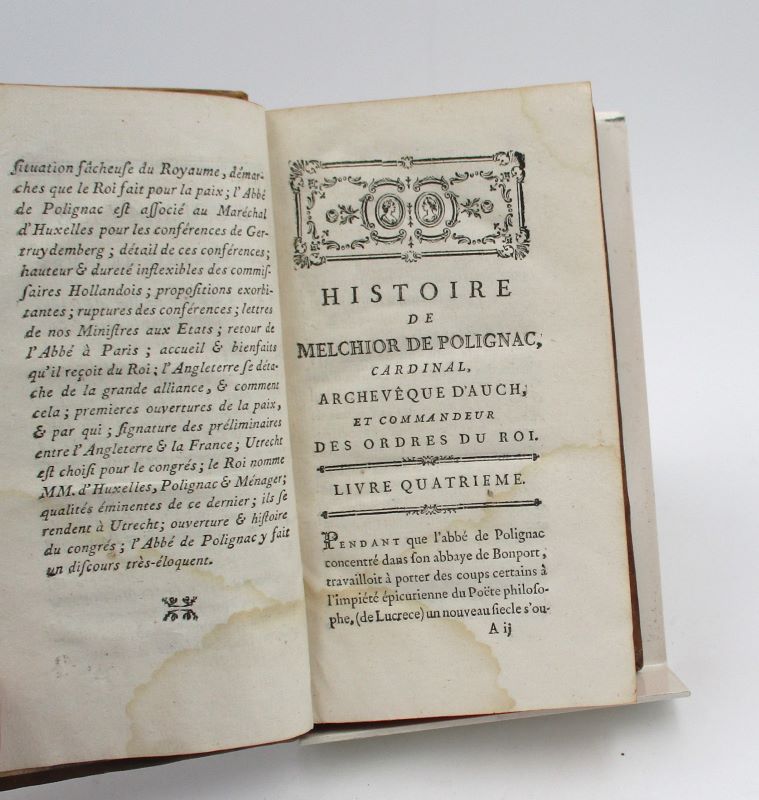 ſituation fâcheuſe du Royaume, démar-
ches que le Roi fait pour la paix; l'Abbé
de Polignac eſt aſſocié au Maréchal
d'Huxelles pour les conférences de Ger-
truydemberg; détail de ces conférences;
hauteur & dureté inflexibles des commiſ-
ſaires Hollandois; propoſitions exorbi-
tantes; ruptures des conférences; lettres
de nos Miniſtres aux Etats; retour de
l'Abbé à Paris; accueil & bienfaits
qu'il reçoit du Roi; l'Angleterre ſe déta-
che de la grande alliance, & comment
cela; premieres ouvertures de la paix,
& par qui; ſignature des préliminaires
entre l'Angleterre & la France; Utrecht
eſt choiſi pour le congrés; le Roi nomme
MM. d'Huxelles, Polignac & Ménager;
qualités éminentes de ce dernier; ils ſe
rendent à Utrecht; ouverture & hiſtoire
du congrés; l'Abbé de Polignac y fait
un diſcours très-éloquent.
HISTOIRE
DE
MELCHIOR DE POLIGNAC,
CARDINAL,
ARCHEVÊQUE D'AUCH,
ET COMMANDEUR
DES ORDRES DU ROI.
LIVRE QUATRIEME.
PENDANT que l'abbé de Polignac
concentré dans ſon abbaye de Bonport,
travailloit à porter des coups certains à
l'impiété épicurienne du Poëte philoſo-
phe, (de Lucrece) un nouveau ſiecle s'ou-
A ij